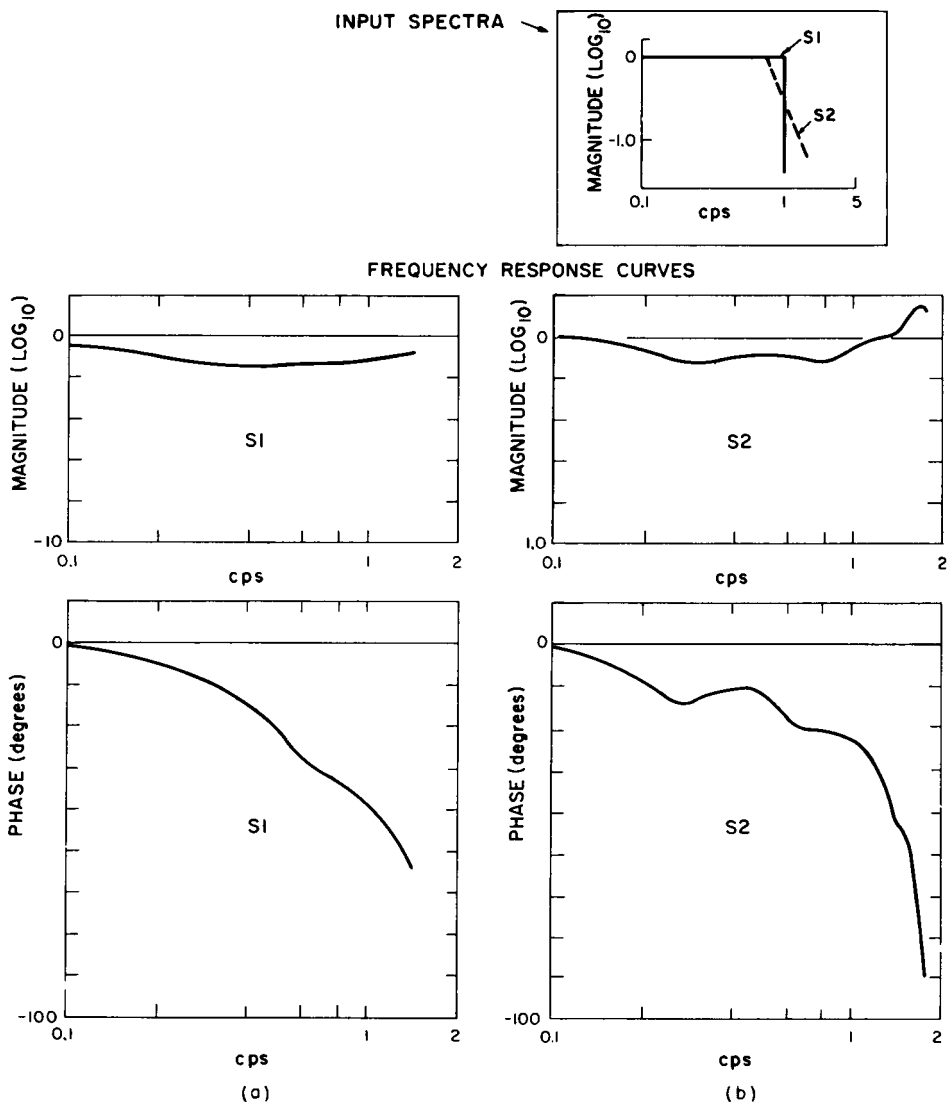 INPUT SPECTRA
MAGNITUDE (LOG10)
0
-1.0
S1
S2
0.1
1
5
cps
FREQUENCY RESPONSE CURVES
MAGNITUDE (LOG10)
0
S1
-10
0.1
1
2
cps
MAGNITUDE (LOG10)
0
S2
1.0
0.1
1
2
cps
PHASE (degrees)
0
S1
-100
0.1
1
2
cps
(a)
PHASE (degrees)
0
S2
-100
0.1
1
2
cps
(b)